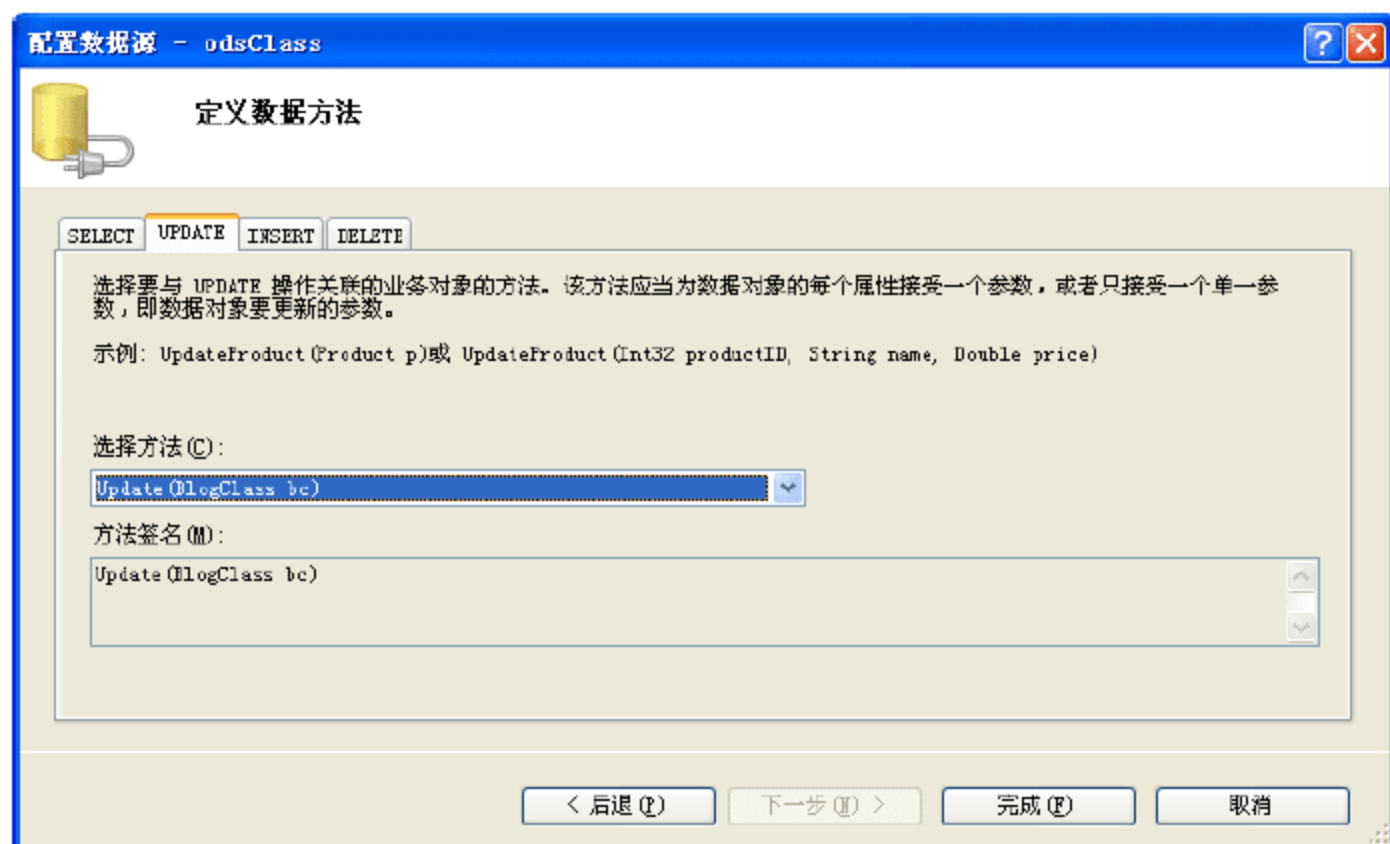 配置数据源 - odsClass
定义数据方法
SELECT UPDATE INSERT DELETE
选择要与 UPDATE 操作关联的业务对象的方法。该方法应当为数据对象的每个属性接受一个参数，或者只接受一个单一参
数，即数据对象要更新的参数。
示例: UpdateProduct(Product p)或 UpdateProduct(Int32 productID, String name, Double price)
选择方法(C):
Update(BlogClass bc)
方法签名(M):
Update(BlogClass bc)
< 后退(P) 下一步(N) > 完成(F) 取消